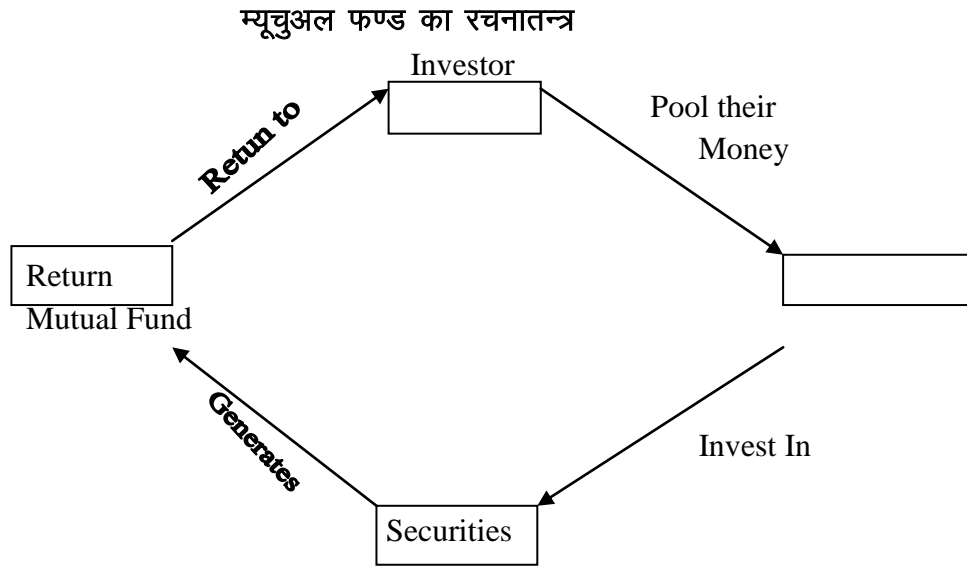 म्यूचुअल फण्ड का रचनातन्त्र
Investor
Retun to
Pool their
Money
Return
Mutual Fund
Generates
Invest In
Securities